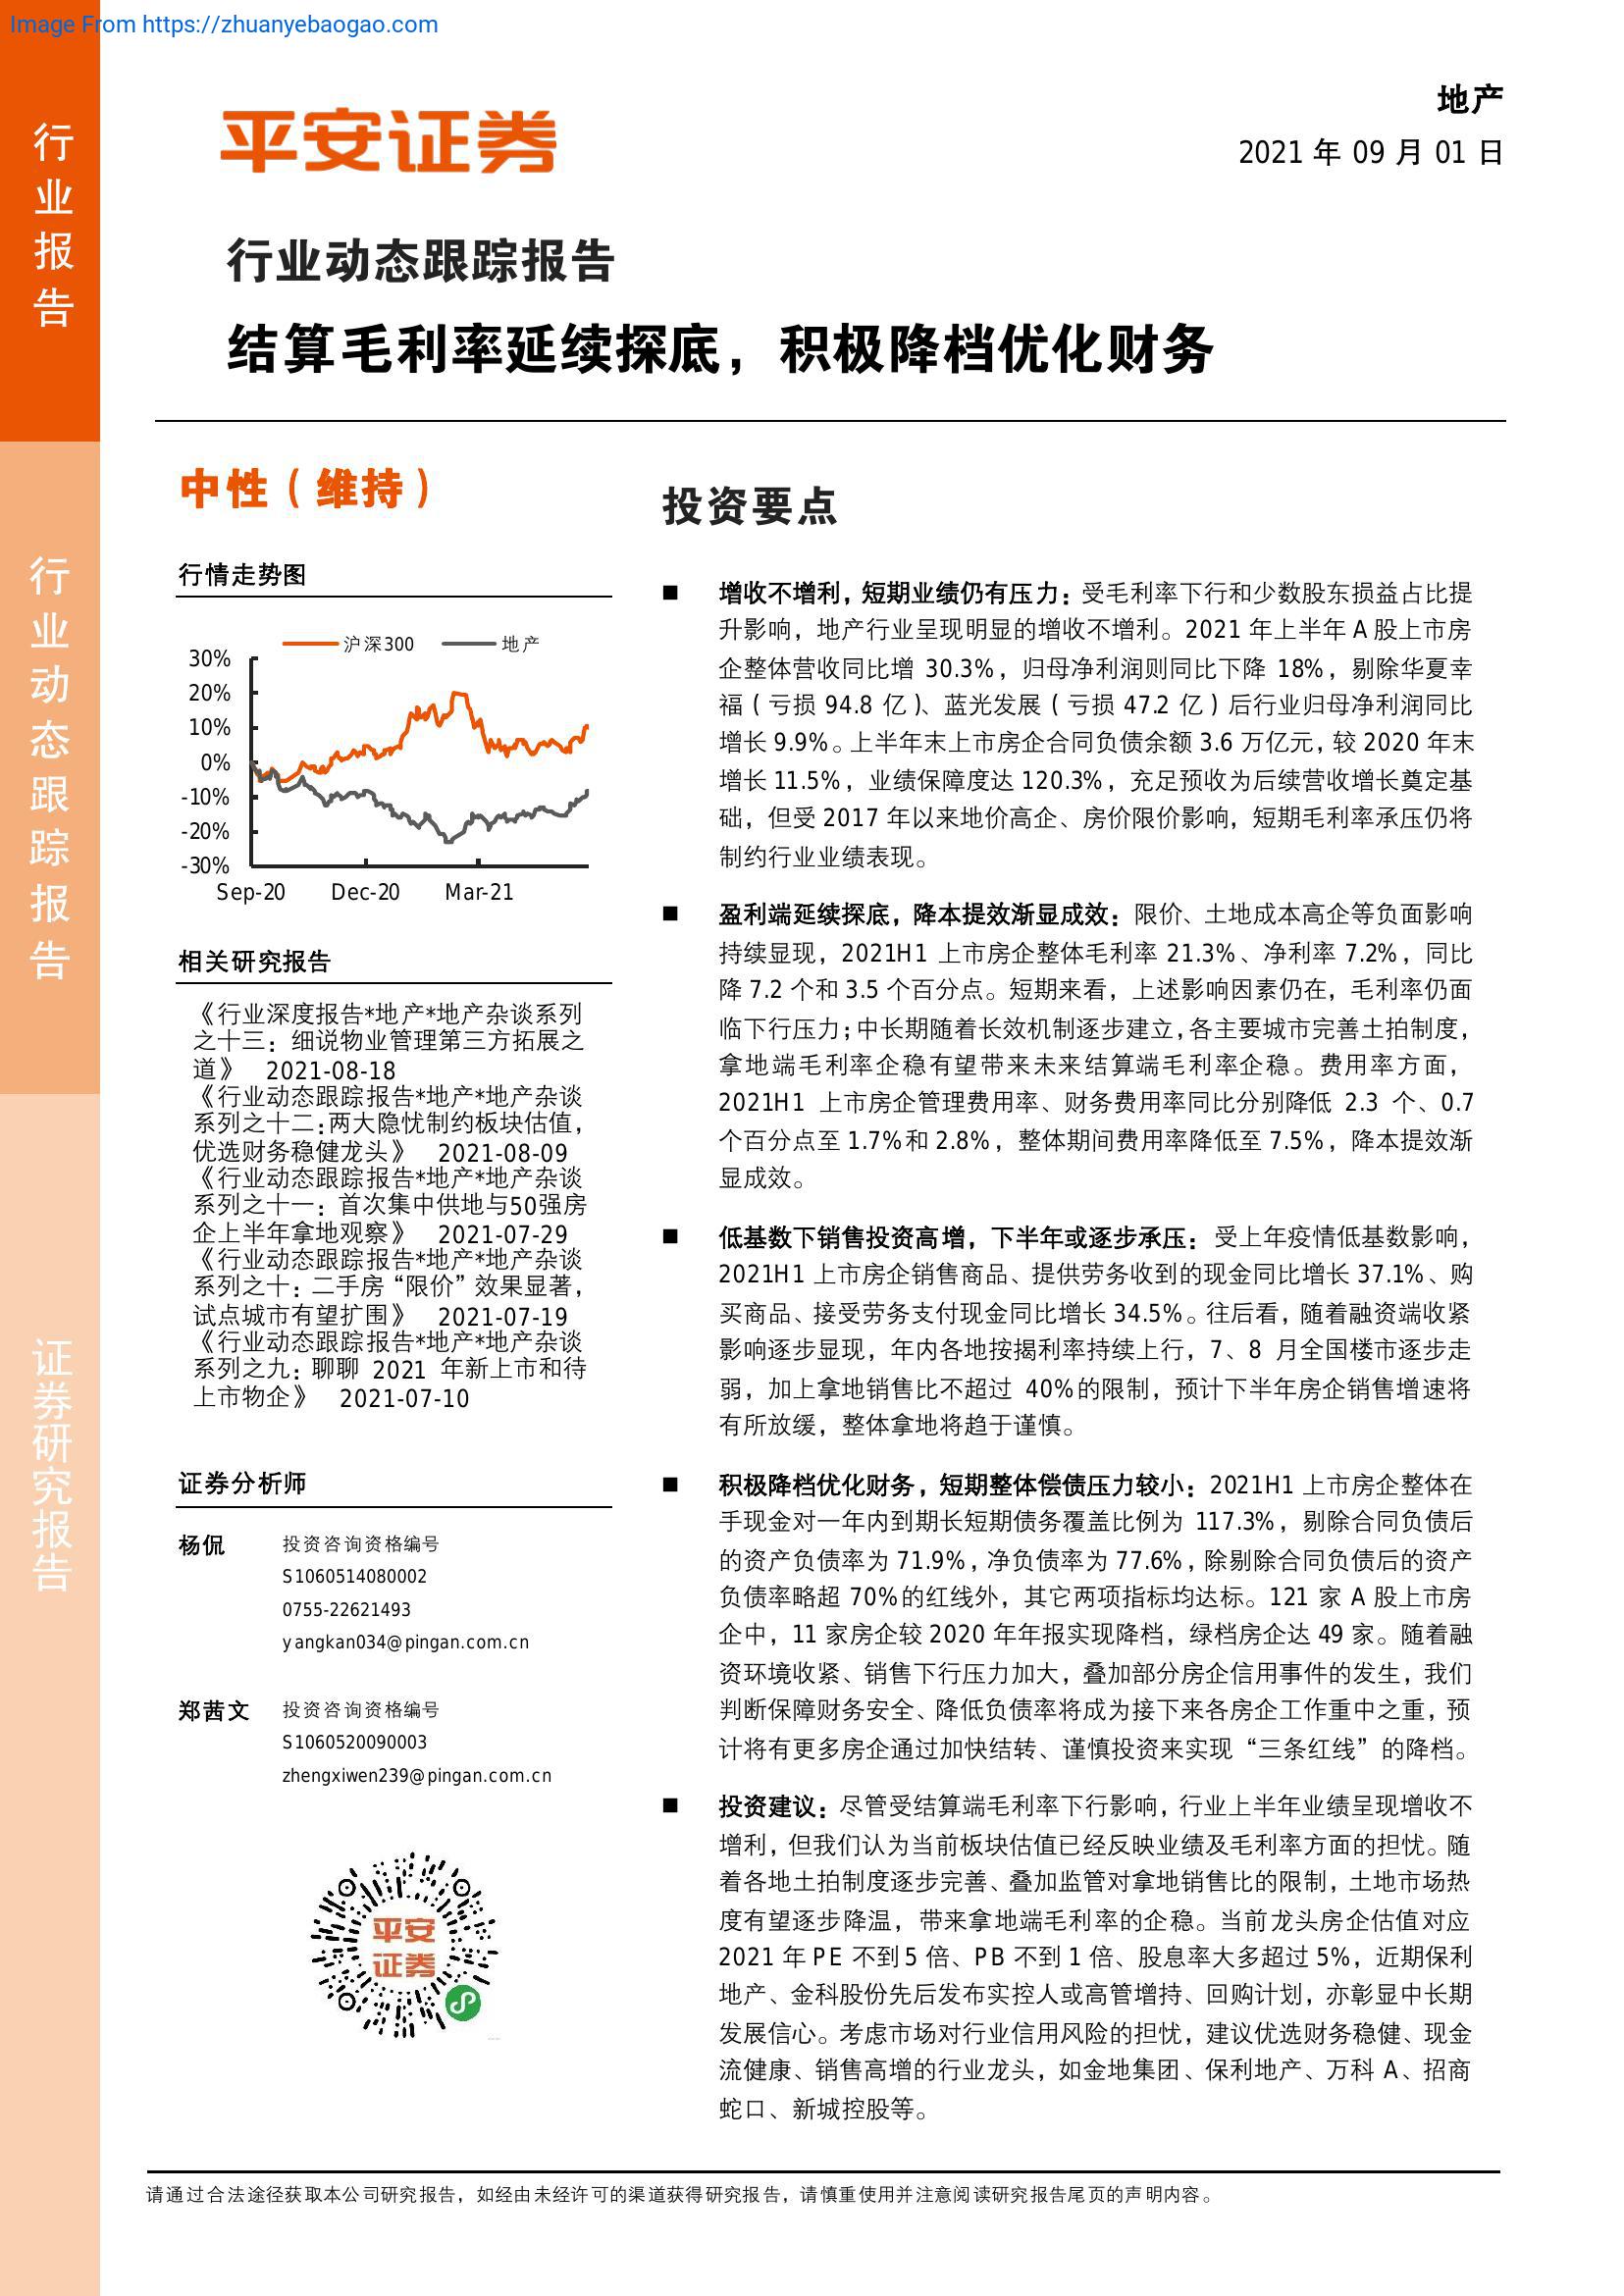 Image From https://zhuanyebaogao.com
行业报告
行业动态跟踪报告
证券研究报告
平安证券
地产
2021 年 09 月 01 日
行业动态跟踪报告
结算毛利率延续探底，积极降档优化财务
中性（维持）
行情走势图
沪深300 地产
30%
20%
10%
0%
-10%
-20%
-30%
Sep-20 Dec-20 Mar-21
相关研究报告
《行业深度报告*地产*地产杂谈系列
之十三：细说物业管理第三方拓展之
道》 2021-08-18
《行业动态跟踪报告*地产*地产杂谈
系列之十二：两大隐忧制约板块估值，
优选财务稳健龙头》 2021-08-09
《行业动态跟踪报告*地产*地产杂谈
系列之十一：首次集中供地与50强房
企上半年拿地观察》 2021-07-29
《行业动态跟踪报告*地产*地产杂谈
系列之十：二手房“限价”效果显著，
试点城市有望扩围》 2021-07-19
《行业动态跟踪报告*地产*地产杂谈
系列之九：聊聊 2021 年新上市和待
上市物企》 2021-07-10
证券分析师
杨侃 投资咨询资格编号
S1060514080002
0755-22621493
yangkan034@pingan.com.cn
郑茜文 投资咨询资格编号
S1060520090003
zhengxiwen239@pingan.com.cn
平安
证券
投资要点
■ 增收不增利，短期业绩仍有压力：受毛利率下行和少数股东损益占比提
升影响，地产行业呈现明显的增收不增利。2021 年上半年 A 股上市房
企整体营收同比增 30.3%，归母净利润则同比下降 18%，剔除华夏幸
福（亏损 94.8 亿）、蓝光发展（亏损 47.2 亿）后行业归母净利润同比
增长 9.9%。上半年末上市房企合同负债余额 3.6 万亿元，较 2020 年末
增长 11.5%，业绩保障度达 120.3%，充足预收为后续营收增长奠定基
础，但受 2017 年以来地价高企、房价限价影响，短期毛利率承压仍将
制约行业业绩表现。
■ 盈利端延续探底，降本提效渐显成效：限价、土地成本高企等负面影响
持续显现，2021H1 上市房企整体毛利率 21.3%、净利率 7.2%，同比
降 7.2 个和 3.5 个百分点。短期来看，上述影响因素仍在，毛利率仍面
临下行压力；中长期随着长效机制逐步建立，各主要城市完善土拍制度，
拿地端毛利率企稳有望带来未来结算端毛利率企稳。费用率方面，
2021H1 上市房企管理费用率、财务费用率同比分别降低 2.3 个、0.7
个百分点至 1.7%和 2.8%，整体期间费用率降低至 7.5%，降本提效渐
显成效。
■ 低基数下销售投资高增，下半年或逐步承压：受上年疫情低基数影响，
2021H1 上市房企销售商品、提供劳务收到的现金同比增长 37.1%、购
买商品、接受劳务支付现金同比增长 34.5%。往后看，随着融资端收紧
影响逐步显现，年内各地按揭利率持续上行，7、8 月全国楼市逐步走
弱，加上拿地销售比不超过 40%的限制，预计下半年房企销售增速将
有所放缓，整体拿地将趋于谨慎。
■ 积极降档优化财务，短期整体偿债压力较小：2021H1 上市房企整体在
手现金对一年内到期长短期债务覆盖比例为 117.3%，剔除合同负债后
的资产负债率为 71.9%，净负债率为 77.6%，除剔除合同负债后的资产
负债率略超 70%的红线外，其它两项指标均达标。121 家 A 股上市房
企中，11 家房企较 2020 年年报实现降档，绿档房企达 49 家。随着融
资环境收紧、销售下行压力加大，叠加部分房企信用事件的发生，我们
判断保障财务安全、降低负债率将成为接下来各房企工作重中之重，预
计将有更多房企通过加快结转、谨慎投资来实现“三条红线”的降档。
■ 投资建议：尽管受结算端毛利率下行影响，行业上半年业绩呈现增收不
增利，但我们认为当前板块估值已经反映业绩及毛利率方面的担忧。随
着各地土拍制度逐步完善、叠加监管对拿地销售比的限制，土地市场热
度有望逐步降温，带来拿地端毛利率的企稳。当前龙头房企估值对应
2021 年 PE 不到 5 倍、PB 不到 1 倍、股息率大多超过 5%，近期保利
地产、金科股份先后发布实控人或高管增持、回购计划，亦彰显中长期
发展信心。考虑市场对行业信用风险的担忧，建议优选财务稳健、现金
流健康、销售高增的行业龙头，如金地集团、保利地产、万科 A、招商
蛇口、新城控股等。
请通过合法途径获取本公司研究报告，如经由未经许可的渠道获得研究报告，请慎重使用并注意阅读研究报告尾页的声明内容。